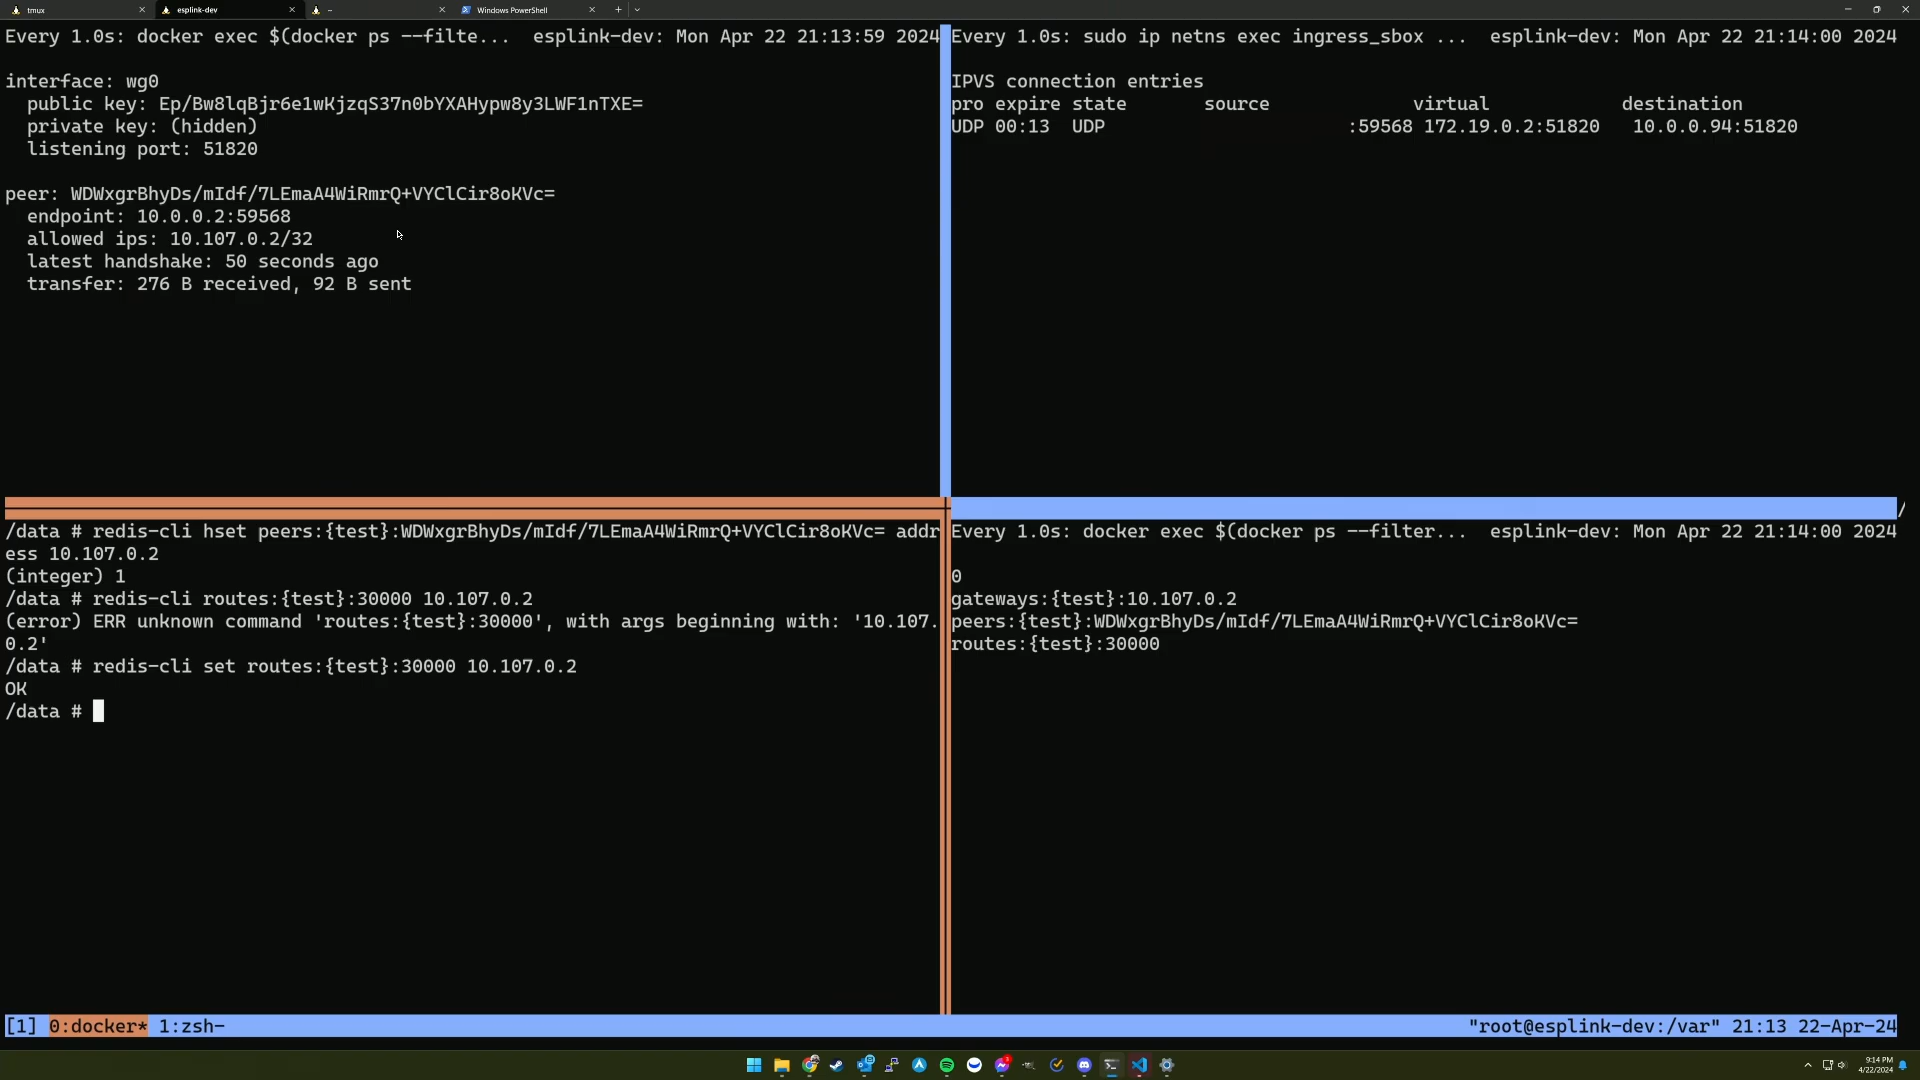 tmux
esplink-dev
~
Windows PowerShell
Every 1.0s: docker exec $(docker ps --filte... esplink-dev: Mon Apr 22 21:13:59 2024
interface: wg0
public key: Ep/Bw8lqBjr6e1wKjzqS37n0bYXAHypw8y3LWF1nTXE=
private key: (hidden)
listening port: 51820
peer: WDWxgrBhyDs/mIdf/7LEmaA4WiRmrQ+VYClCir8oKVc=
endpoint: 10.0.0.2:59568
allowed ips: 10.107.0.2/32
latest handshake: 50 seconds ago
transfer: 276 B received, 92 B sent
Every 1.0s: sudo ip netns exec ingress_sbox ... esplink-dev: Mon Apr 22 21:14:00 2024
IPVS connection entries
pro expire state source virtual destination
UDP 00:13 UDP :59568 172.19.0.2:51820 10.0.0.94:51820
/data # redis-cli hset peers:{test}:WDWxgrBhyDs/mIdf/7LEmaA4WiRmrQ+VYClCir8oKVc= addr
ess 10.107.0.2
(integer) 1
/data # redis-cli routes:{test}:30000 10.107.0.2
(error) ERR unknown command 'routes:{test}:30000', with args beginning with: '10.107.
0.2'
/data # redis-cli set routes:{test}:30000 10.107.0.2
OK
/data #
/
Every 1.0s: docker exec $(docker ps --filter... esplink-dev: Mon Apr 22 21:14:00 2024
0
gateways:{test}:10.107.0.2
peers:{test}:WDWxgrBhyDs/mIdf/7LEmaA4WiRmrQ+VYClCir8oKVc=
routes:{test}:30000
[1] 0:docker* 1:zsh- "root@esplink-dev:/var" 21:13 22-Apr-24
9:14 PM
4/22/2024